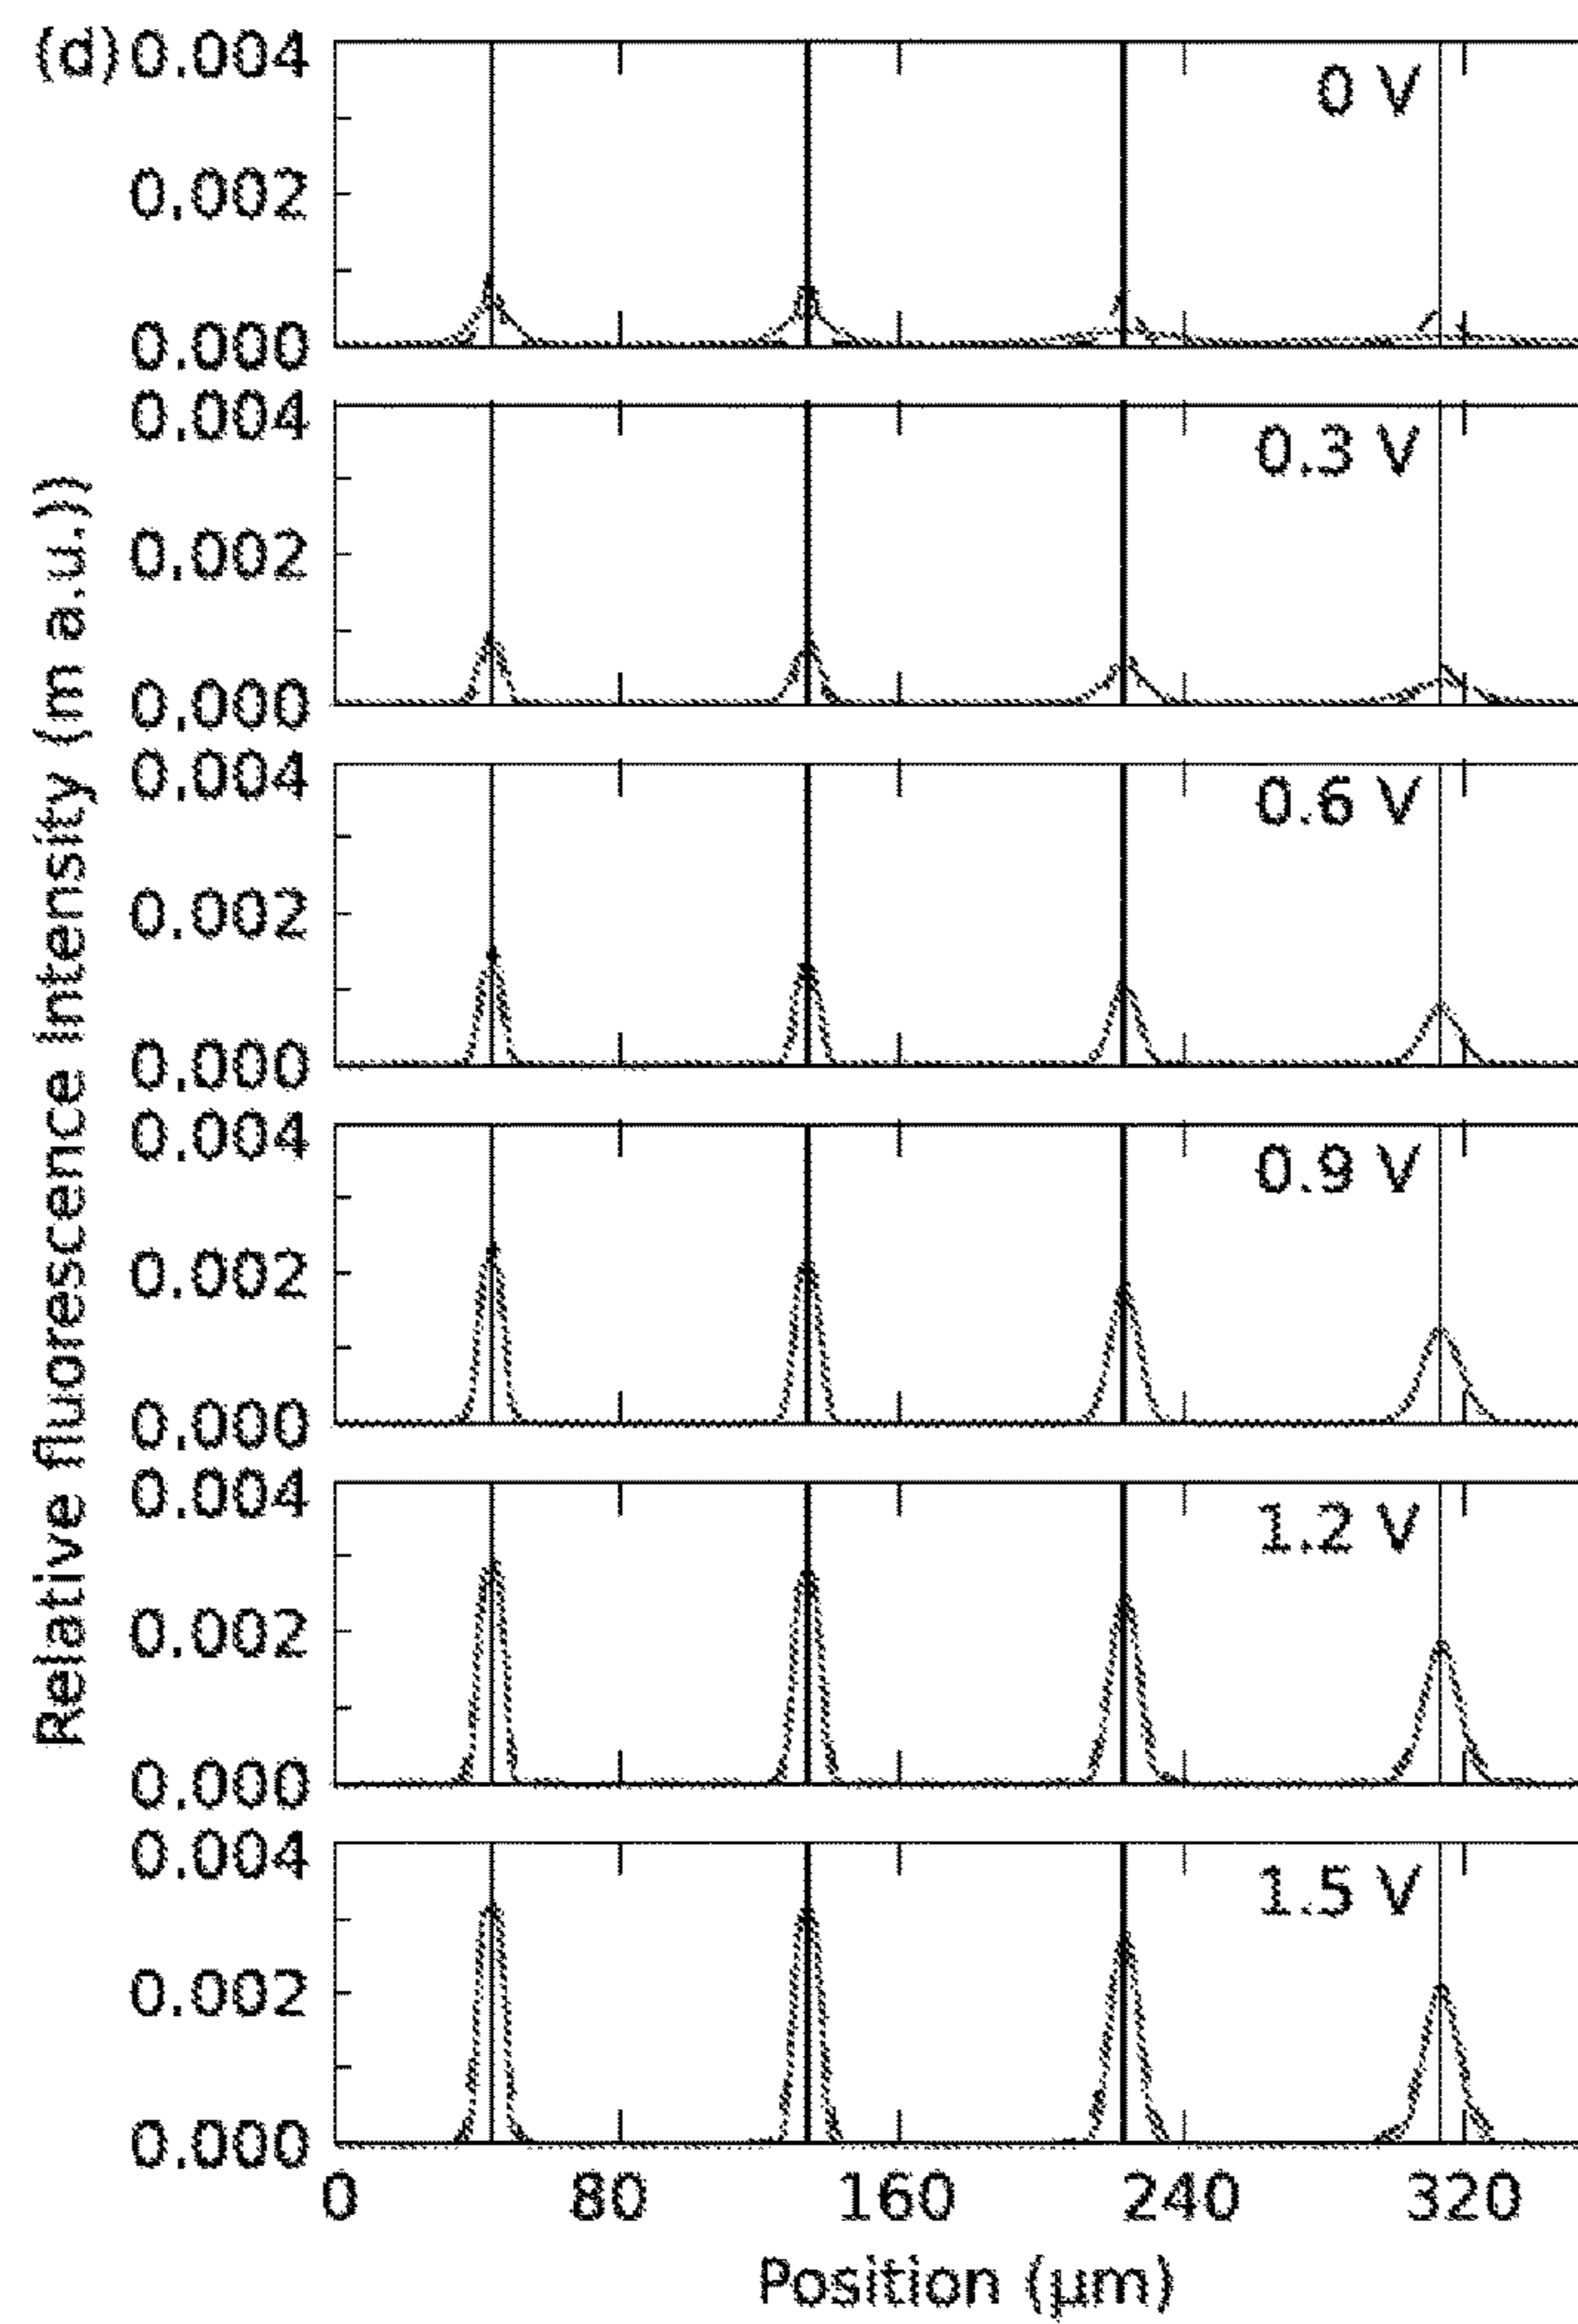 (d)
Relative fluorescence intensity (m a.u.))
0.004
0 V
0.002
0.000
0.004
0.3 V
0.002
0.000
0.004
0.6 V
0.002
0.000
0.004
0.9 V
0.002
0.000
0.004
1.2 V
0.002
0.000
0.004
1.5 V
0.002
0.000
0 80 160 240 320
Position (μm)